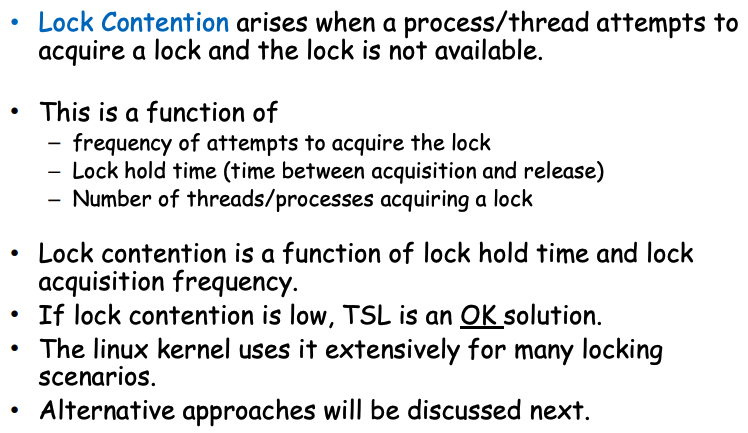 • Lock Contention arises when a process/thread attempts to
acquire a lock and the lock is not available.
• This is a function of
– frequency of attempts to acquire the lock
– Lock hold time (time between acquisition and release)
– Number of threads/processes acquiring a lock
• Lock contention is a function of lock hold time and lock
acquisition frequency.
• If lock contention is low, TSL is an OK solution.
• The linux kernel uses it extensively for many locking
scenarios.
• Alternative approaches will be discussed next.